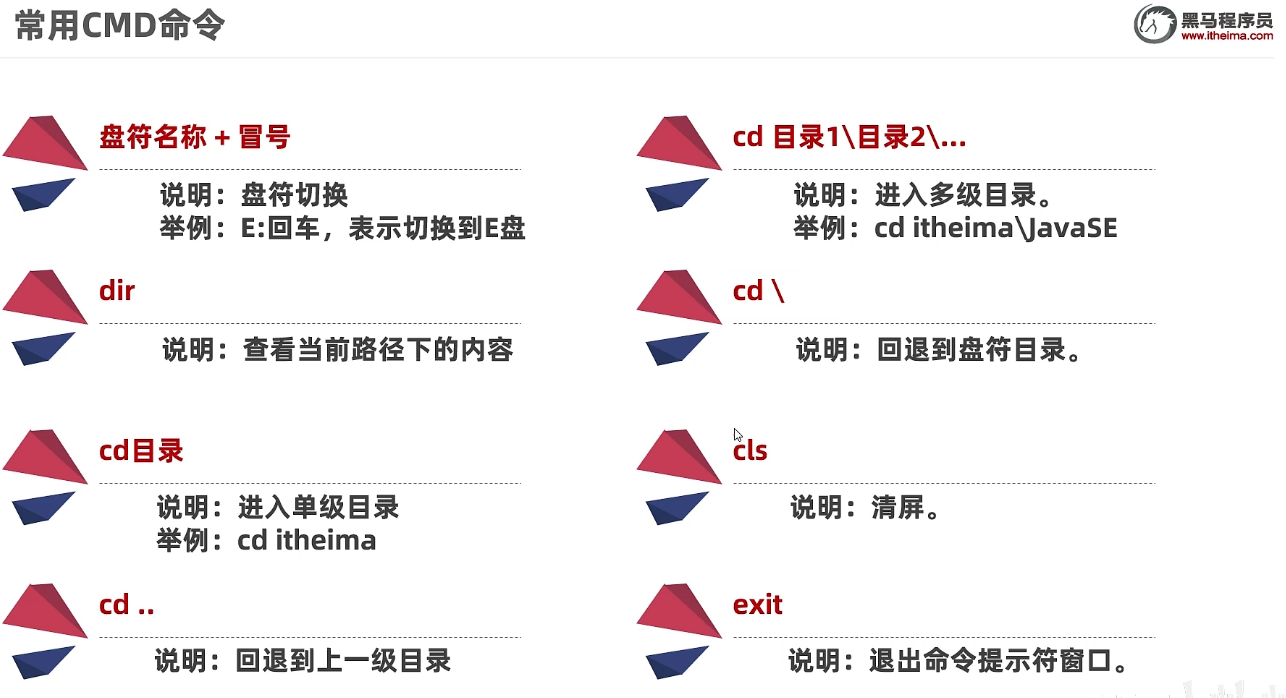 常用CMD命令
黑马程序员
www.itheima.com
盘符名称 + 冒号
说明：盘符切换
举例：E:回车，表示切换到E盘
dir
说明：查看当前路径下的内容
cd目录
说明：进入单级目录
举例：cd itheima
cd ..
说明：回退到上一级目录
cd 目录1\目录2\...
说明：进入多级目录。
举例：cd itheima\JavaSE
cd \
说明：回退到盘符目录。
cls
说明：清屏。
exit
说明：退出命令提示符窗口。